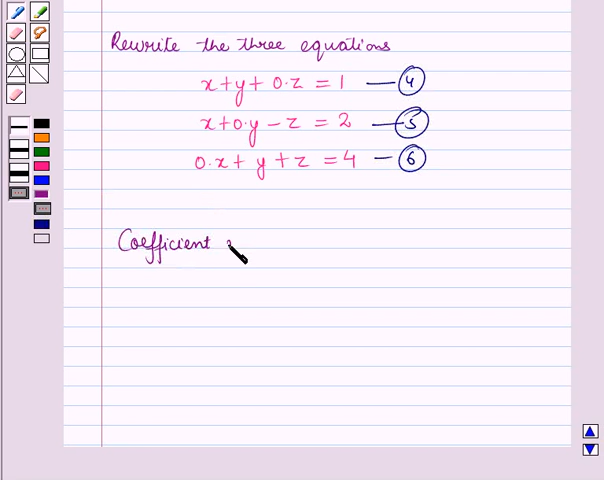 Rewrite the three equations
x+y+0·z = 1 —④
x+0·y-z = 2 —⑤
0·x+y+z = 4 —⑥
Coefficient